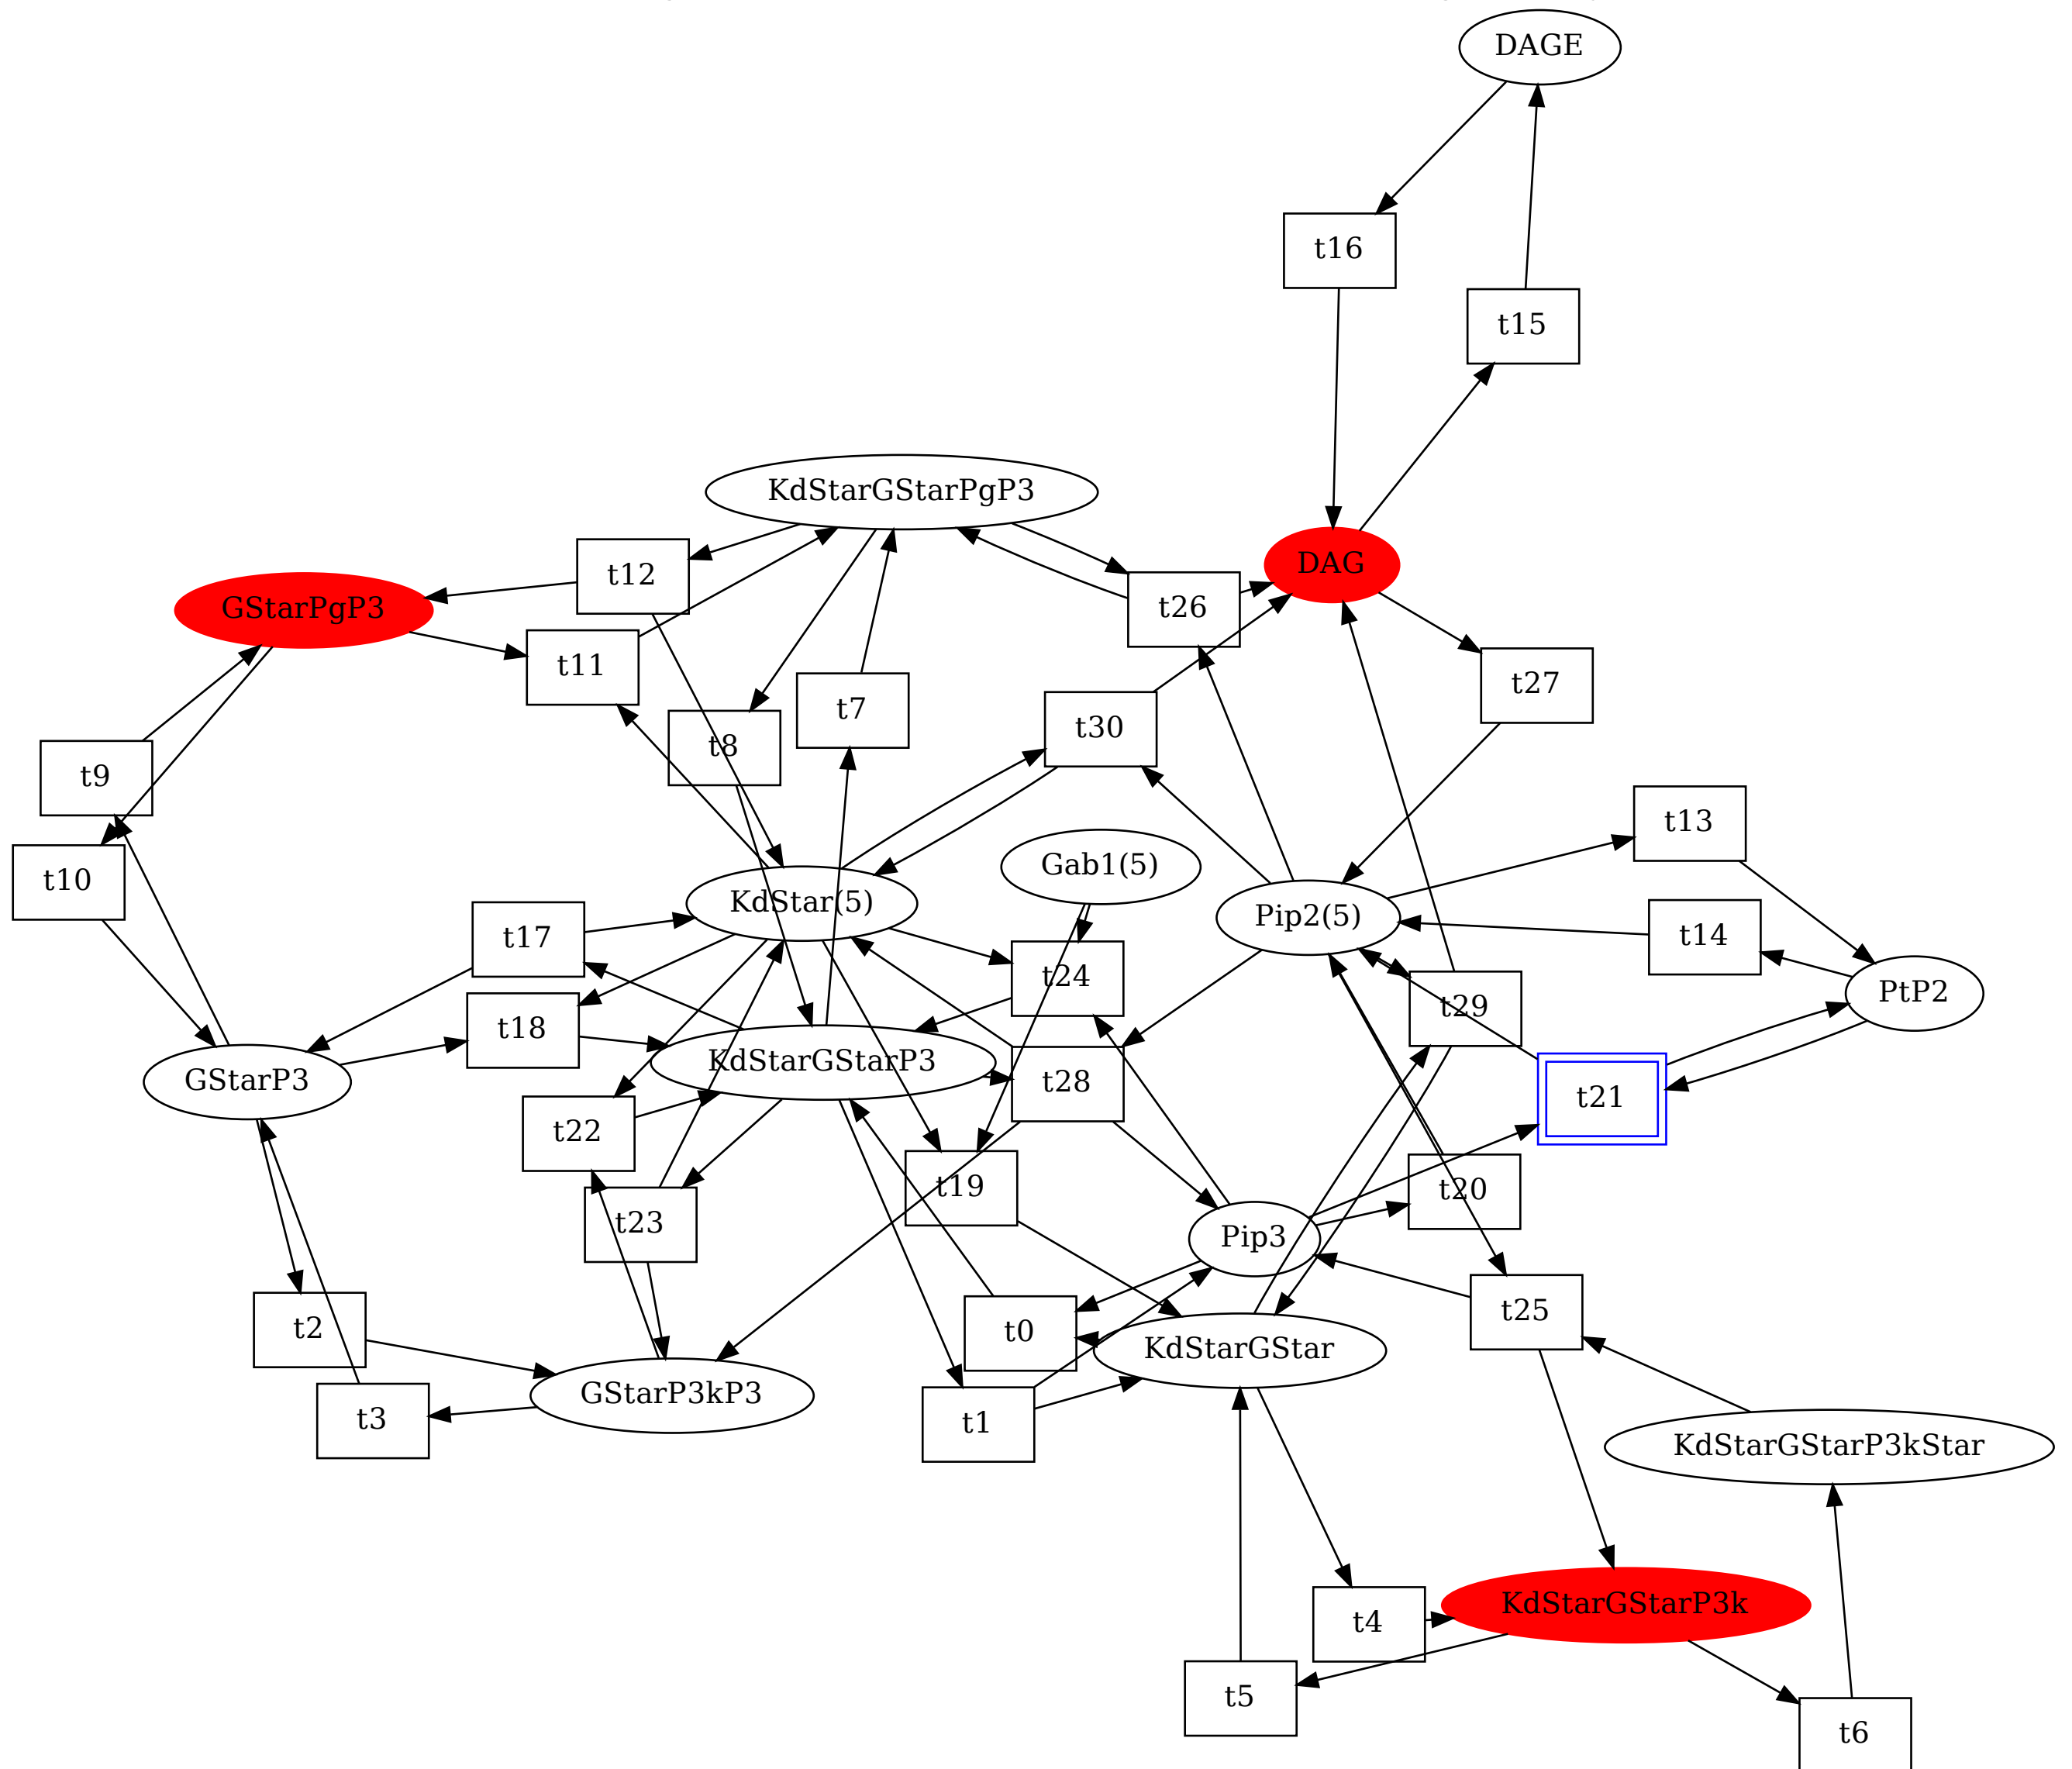 DAGE
t16
t15
KdStarGStarPgP3
DAG
t12
GStarPgP3
t26
t11
t27
t7
t30
t8
t9
t13
Gab1(5)
t10
KdStar(5)
Pip2(5)
t17
t14
t24
PtP2
t29
t18
KdStarGStarP3
GStarP3
t28
t21
t22
t19
t20
t23
Pip3
t25
t2
t0
KdStarGStar
GStarP3kP3
t3
t1
KdStarGStarP3kStar
KdStarGStarP3k
t4
t5
t6